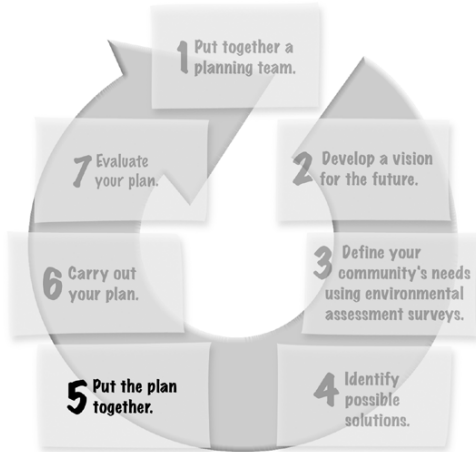 1 Put together a
planning team.
2 Develop a vision
for the future.
3 Define your
community's needs
using environmental
assessment surveys.
4 Identify
possible
solutions.
5 Put the plan
together.
6 Carry out
your plan.
7 Evaluate
your plan.